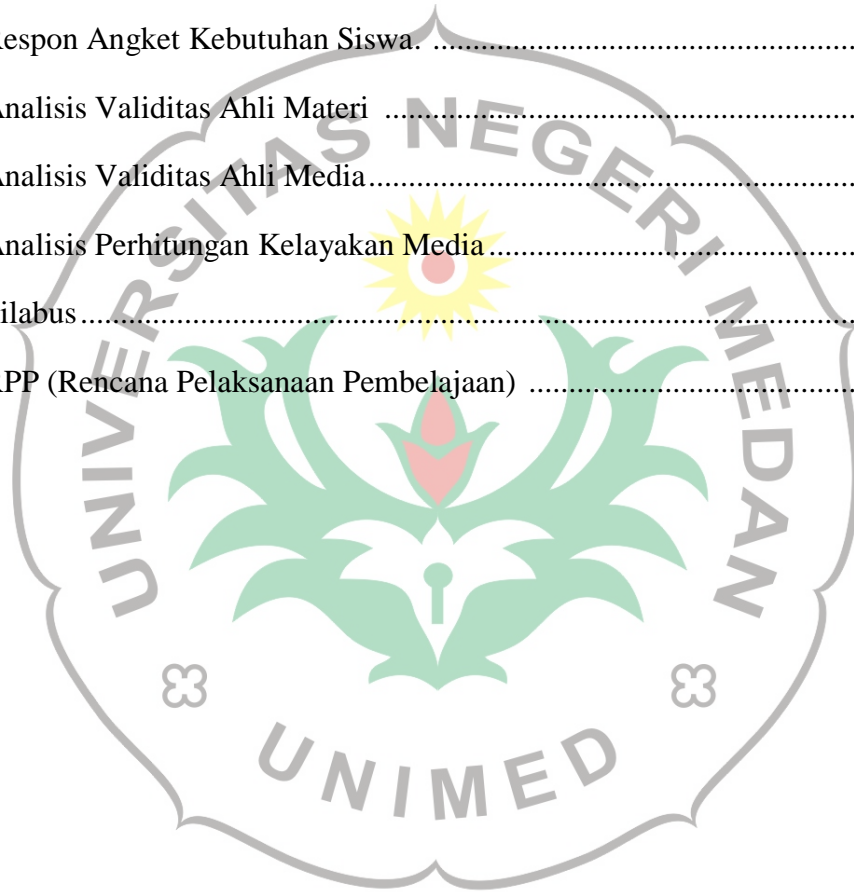 Respon Angket Kebutuhan Siswa. ..................................................
Analisis Validitas Ahli Materi ..................................................
Analisis Validitas Ahli Media..................................................
Analisis Perhitungan Kelayakan Media..................................................
Silabus..................................................
RPP (Rencana Pelaksanaan Pembelajaan) ..................................................
UNIVERSITAS NEGERI MEDAN
UNIMED